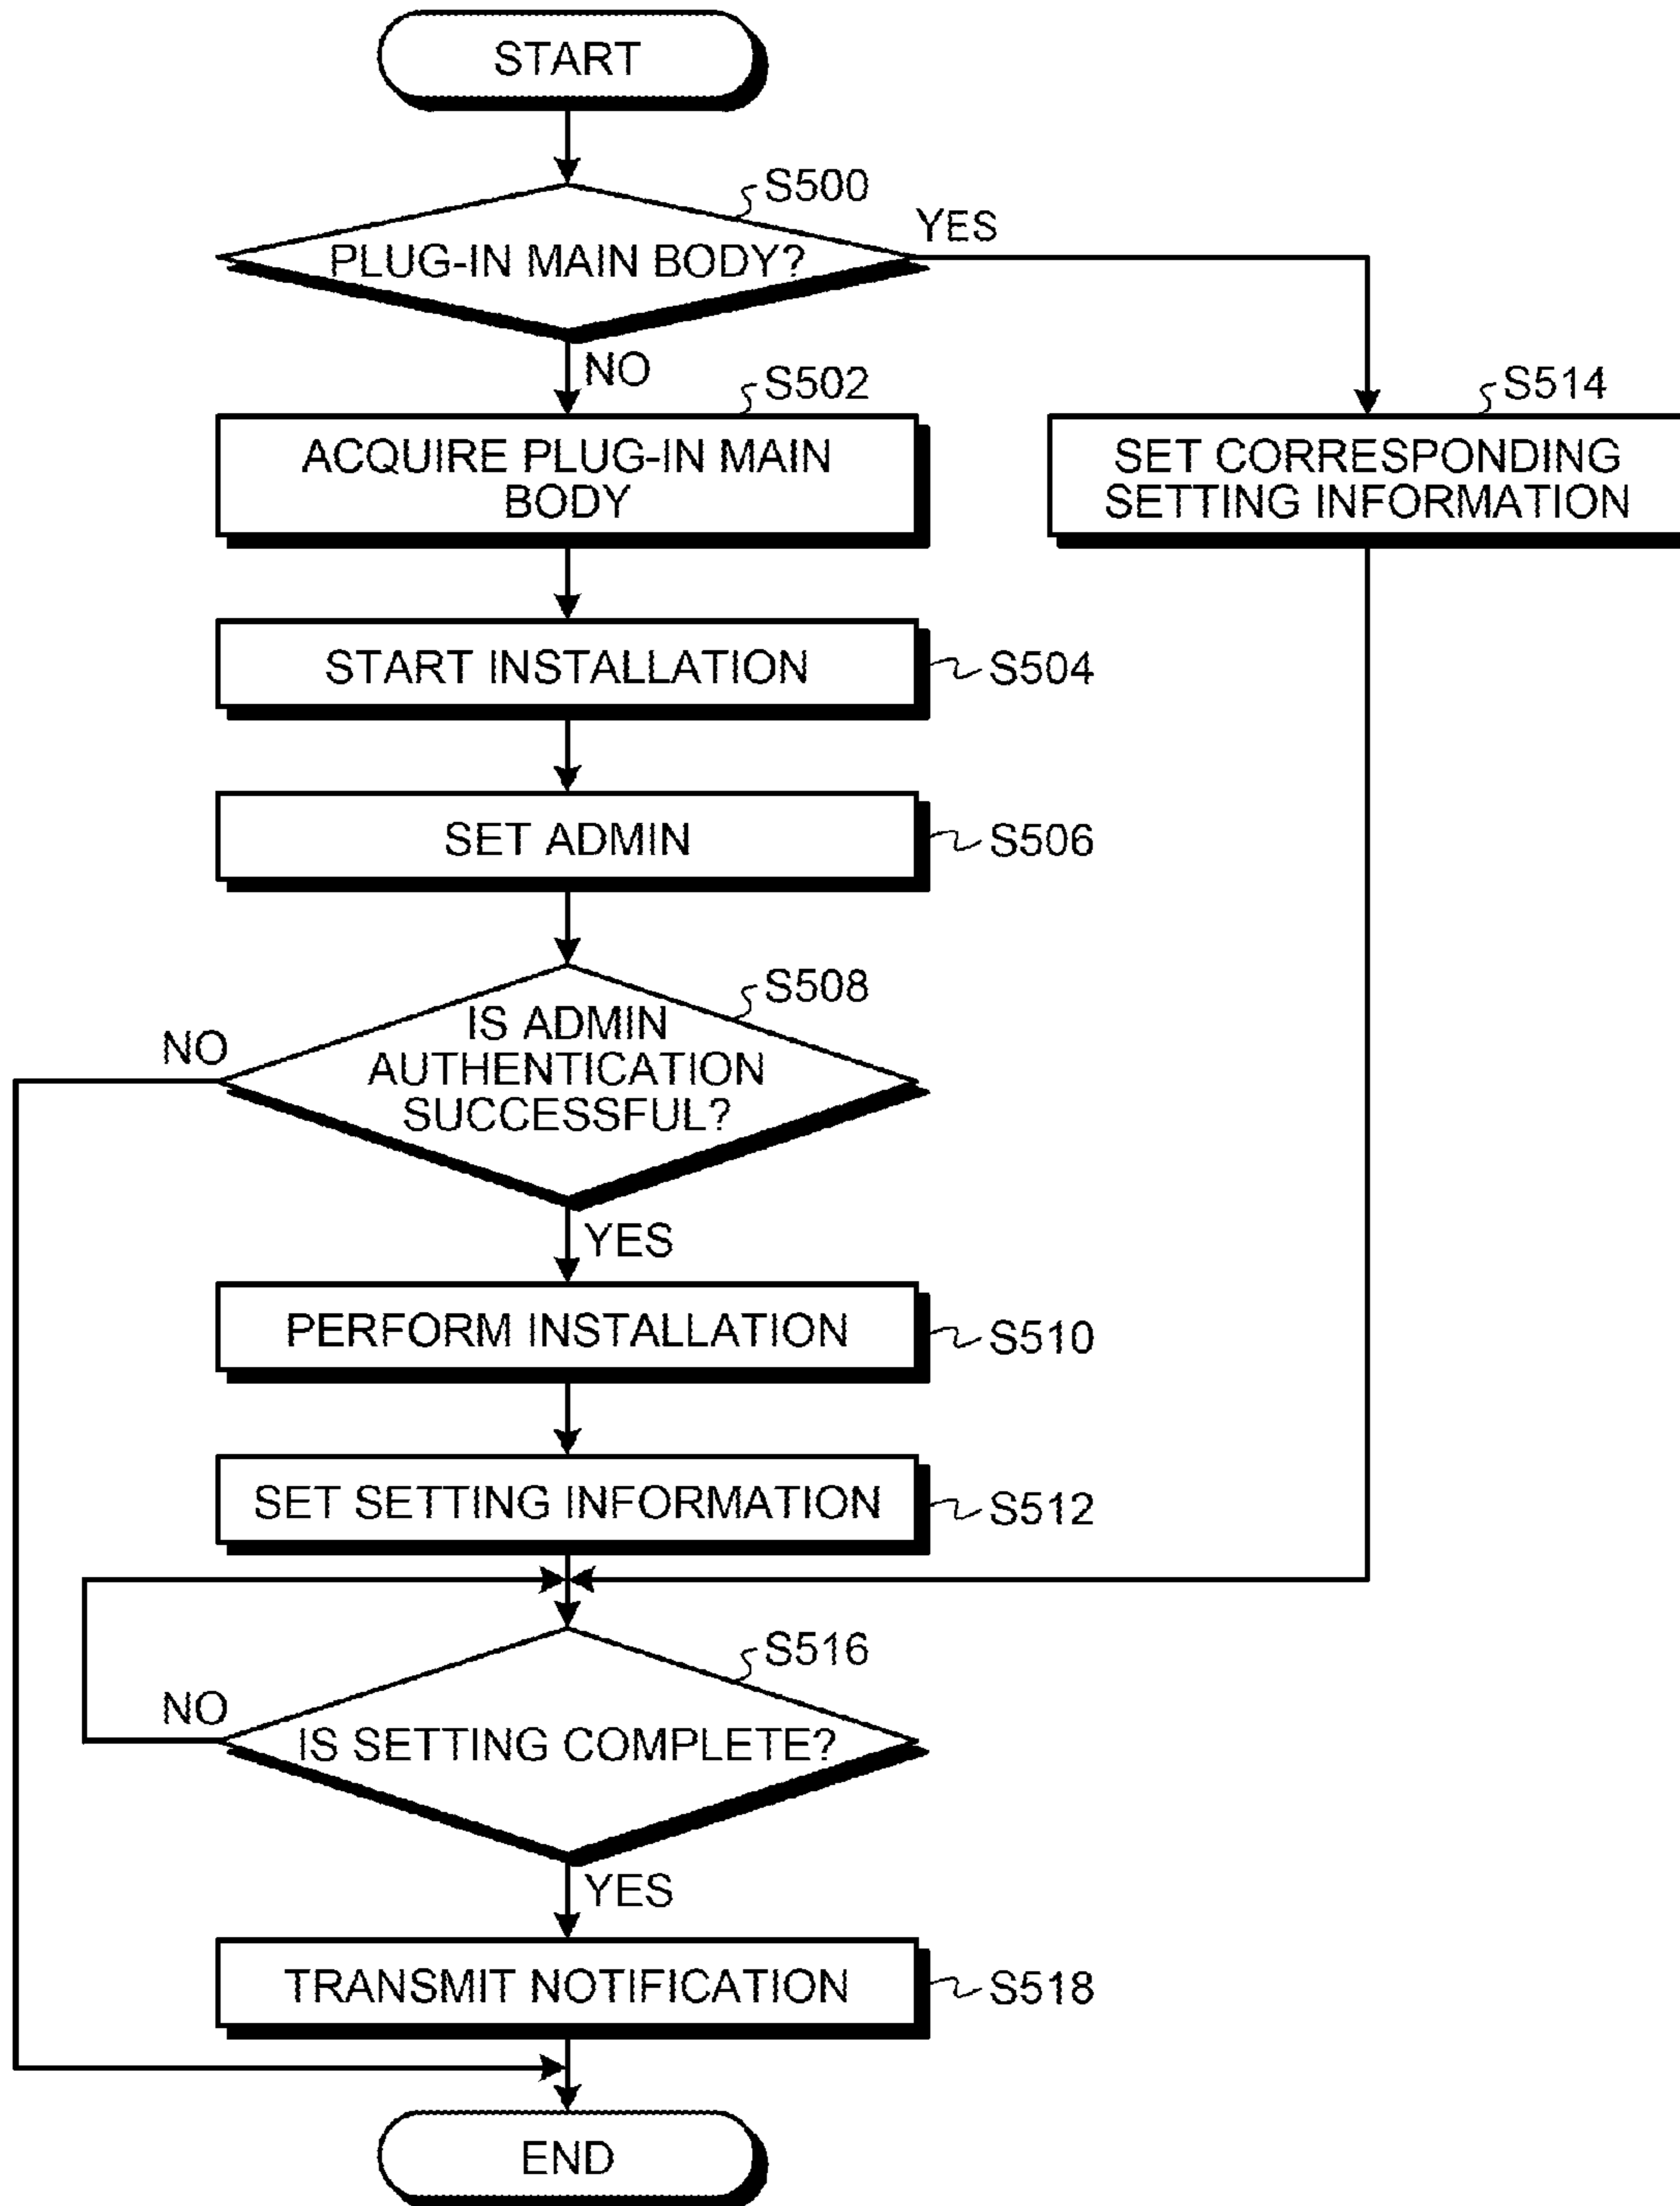 START
S500
PLUG-IN MAIN BODY?
YES
NO
S502
ACQUIRE PLUG-IN MAIN
BODY
S514
SET CORRESPONDING
SETTING INFORMATION
START INSTALLATION
S504
SET ADMIN
S506
S508
IS ADMIN
AUTHENTICATION
SUCCESSFUL?
NO
YES
PERFORM INSTALLATION
S510
SET SETTING INFORMATION
S512
S516
NO
IS SETTING COMPLETE?
YES
TRANSMIT NOTIFICATION
S518
END